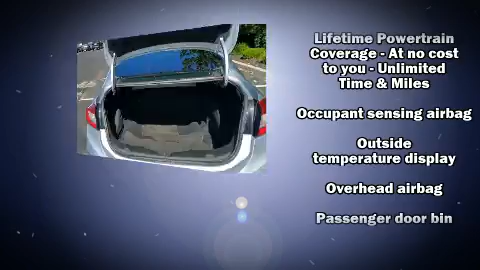 Lifetime Powertrain
Coverage - At no cost
to you - Unlimited
Time & Miles
Occupant sensing airbag
Outside
temperature display
Overhead airbag
Passenger door bin